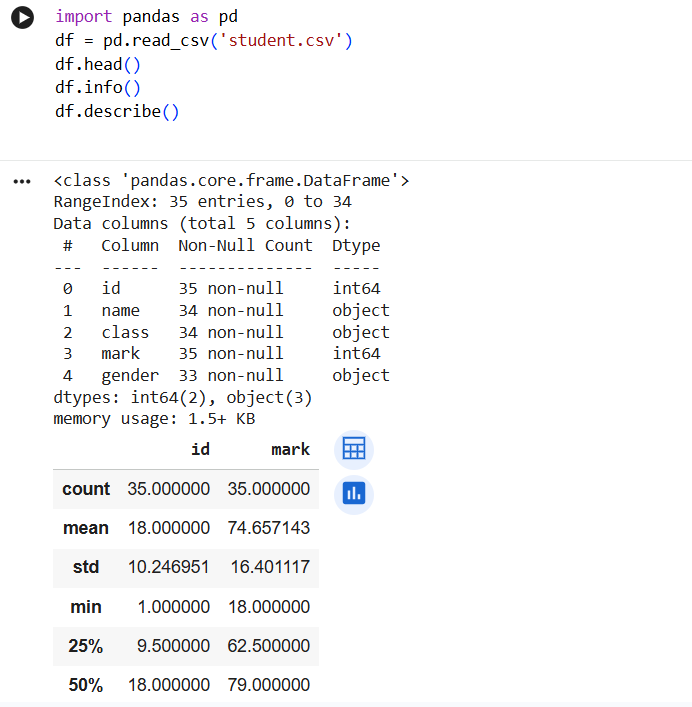 import pandas as pd
df = pd.read_csv('student.csv')
df.head()
df.info()
df.describe()
<class 'pandas.core.frame.DataFrame'>
RangeIndex: 35 entries, 0 to 34
Data columns (total 5 columns):
 #   Column  Non-Null Count  Dtype
---  ------  --------------  -----
 0   id      35 non-null     int64
 1   name    34 non-null     object
 2   class   34 non-null     object
 3   mark    35 non-null     int64
 4   gender  33 non-null     object
dtypes: int64(2), object(3)
memory usage: 1.5+ KB
id mark
count 35.000000 35.000000
mean 18.000000 74.657143
std 10.246951 16.401117
min 1.000000 18.000000
25% 9.500000 62.500000
50% 18.000000 79.000000